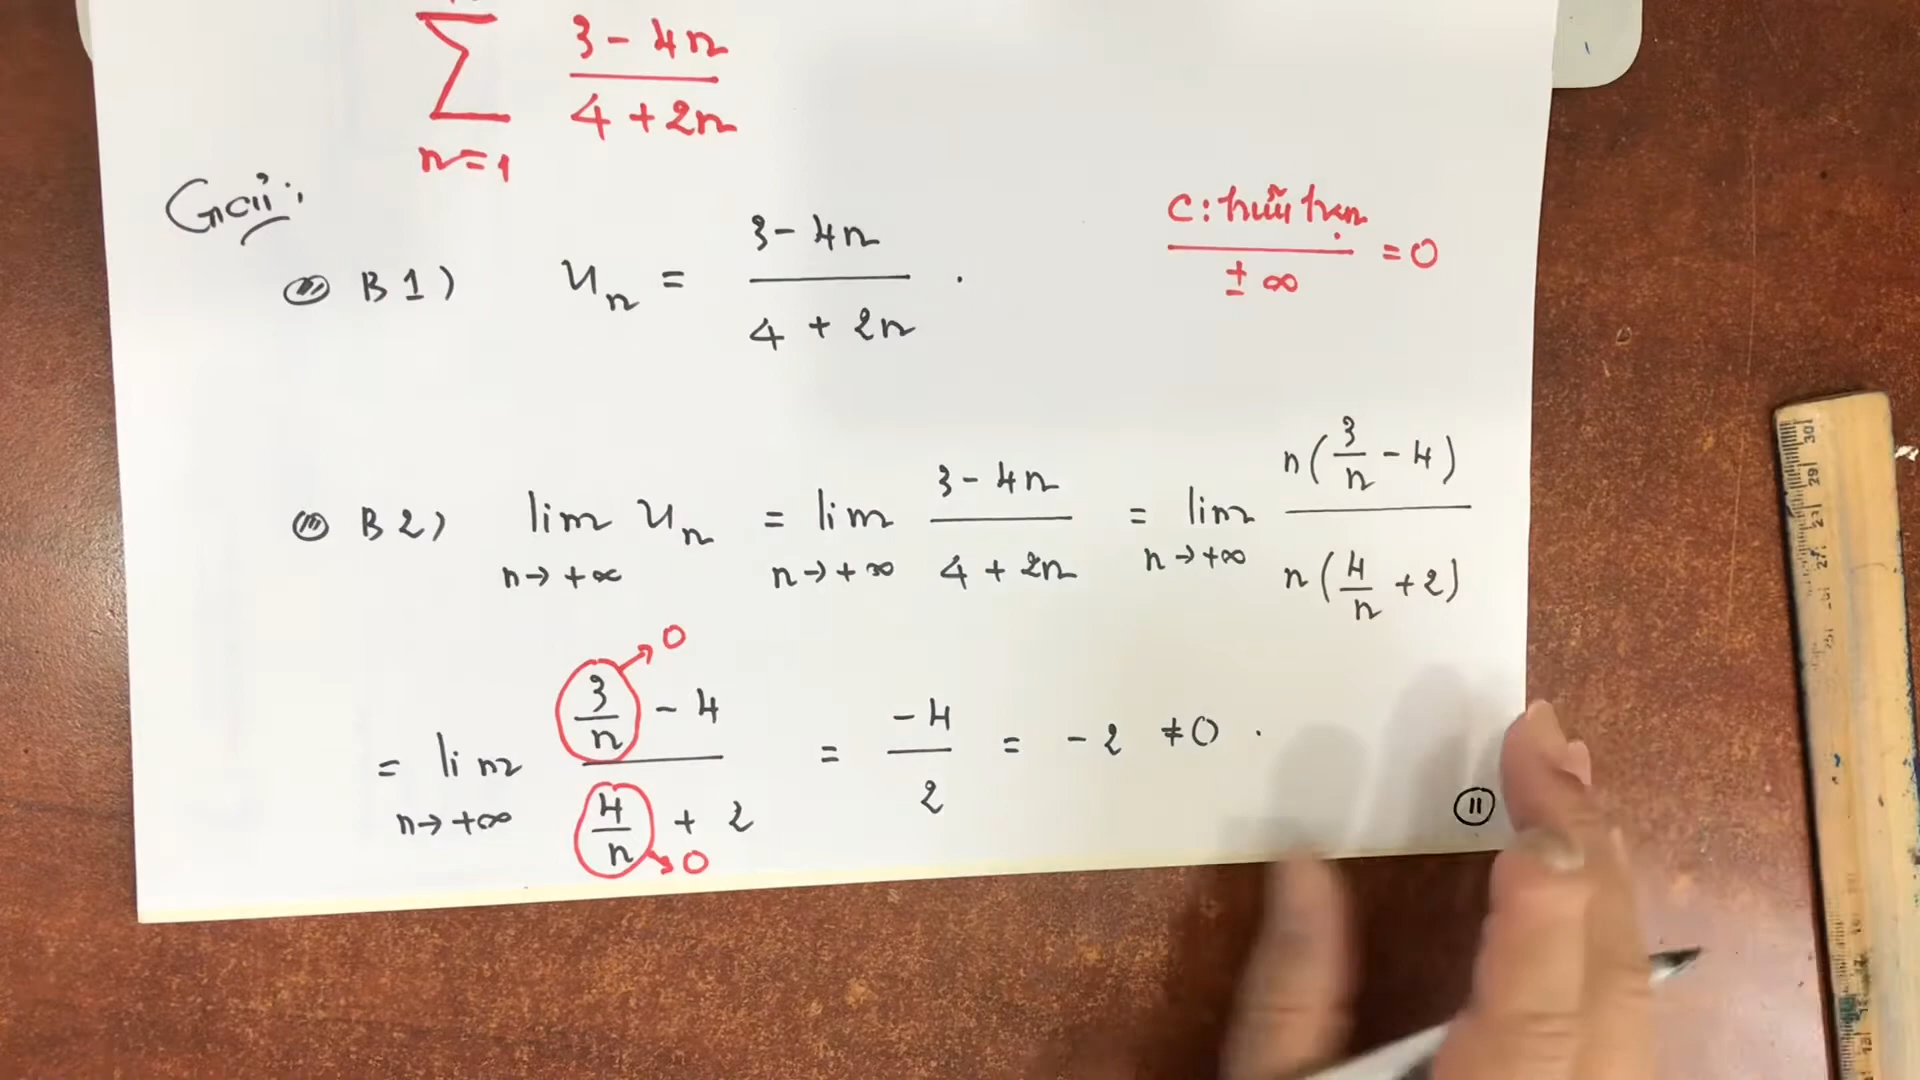 ∑ 3 - 4n / 4 + 2n
n=1
Giải:
B1) u_n = 3 - 4n / 4 + 2n .
c: hữu hạn / ± ∞ = 0
B2) lim n→+∞ u_n = lim n→+∞ 3 - 4n / 4 + 2n = lim n→+∞ n(3/n - 4) / n(4/n + 2)
= lim n→+∞ 3/n → 0 - 4 / 4/n → 0 + 2 = -4/2 = -2 ≠ 0 .
11
30 29